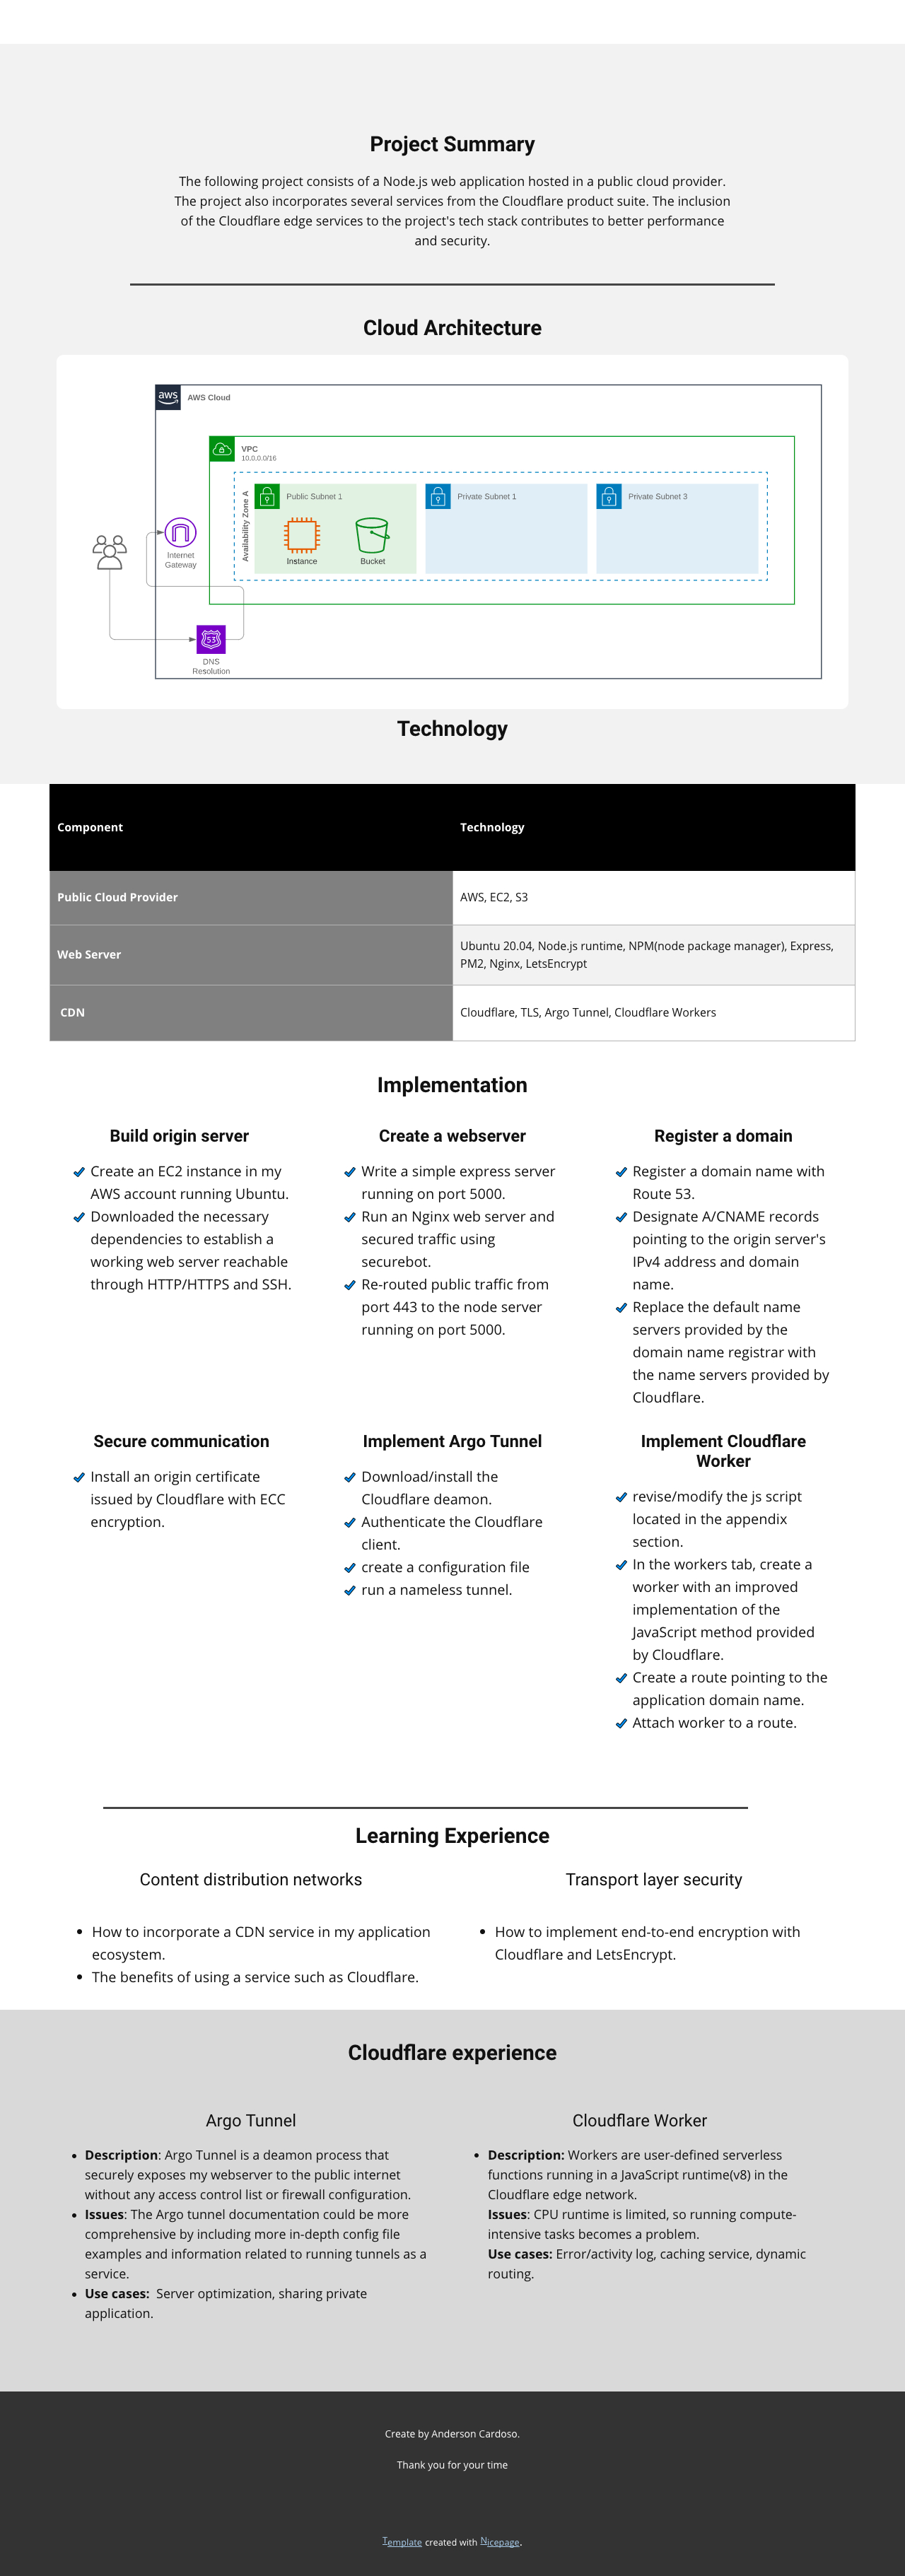 Project Summary
The following project consists of a Node.js web application hosted in a public cloud provider.
The project also incorporates several services from the Cloudflare product suite. The inclusion
of the Cloudflare edge services to the project's tech stack contributes to better performance
and security.
Cloud Architecture
aws
AWS Cloud
VPC
10.0.0.0/16
Availability Zone A
Public Subnet 1
Private Subnet 1
Private Subnet 3
Instance
Bucket
Internet
Gateway
53
DNS
Resolution
Technology
Component
Technology
Public Cloud Provider
AWS, EC2, S3
Web Server
Ubuntu 20.04, Node.js runtime, NPM(node package manager), Express,
PM2, Nginx, LetsEncrypt
CDN
Cloudflare, TLS, Argo Tunnel, Cloudflare Workers
Implementation
Build origin server
Create an EC2 instance in my
AWS account running Ubuntu.
Downloaded the necessary
dependencies to establish a
working web server reachable
through HTTP/HTTPS and SSH.
Create a webserver
Write a simple express server
running on port 5000.
Run an Nginx web server and
secured traffic using
securebot.
Re-routed public traffic from
port 443 to the node server
running on port 5000.
Register a domain
Register a domain name with
Route 53.
Designate A/CNAME records
pointing to the origin server's
IPv4 address and domain
name.
Replace the default name
servers provided by the
domain name registrar with
the name servers provided by
Cloudflare.
Secure communication
Install an origin certificate
issued by Cloudflare with ECC
encryption.
Implement Argo Tunnel
Download/install the
Cloudflare deamon.
Authenticate the Cloudflare
client.
create a configuration file
run a nameless tunnel.
Implement Cloudflare
Worker
revise/modify the js script
located in the appendix
section.
In the workers tab, create a
worker with an improved
implementation of the
JavaScript method provided
by Cloudflare.
Create a route pointing to the
application domain name.
Attach worker to a route.
Learning Experience
Content distribution networks
How to incorporate a CDN service in my application
ecosystem.
The benefits of using a service such as Cloudflare.
Transport layer security
How to implement end-to-end encryption with
Cloudflare and LetsEncrypt.
Cloudflare experience
Argo Tunnel
Description: Argo Tunnel is a deamon process that
securely exposes my webserver to the public internet
without any access control list or firewall configuration.
Issues: The Argo tunnel documentation could be more
comprehensive by including more in-depth config file
examples and information related to running tunnels as a
service.
Use cases: Server optimization, sharing private
application.
Cloudflare Worker
Description: Workers are user-defined serverless
functions running in a JavaScript runtime(v8) in the
Cloudflare edge network.
Issues: CPU runtime is limited, so running compute-
intensive tasks becomes a problem.
Use cases: Error/activity log, caching service, dynamic
routing.
Create by Anderson Cardoso.
Thank you for your time
Template created with Nicepage.